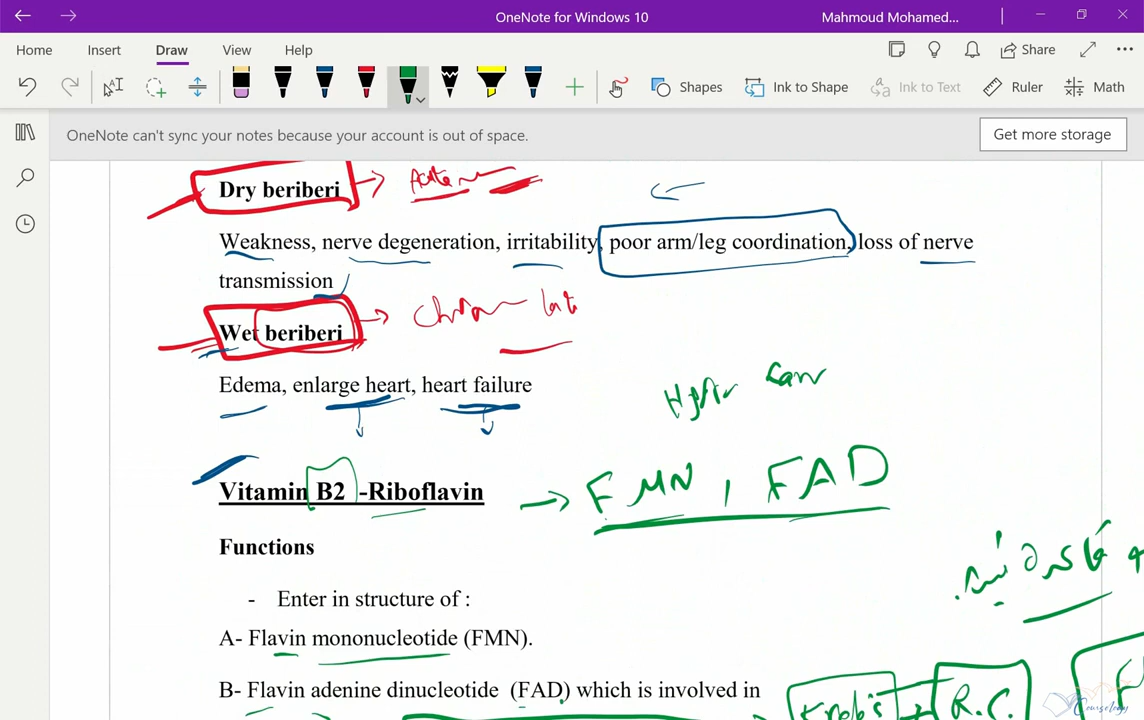 OneNote for Windows 10
Mahmoud Mohamed...
Home Insert Draw View Help
Share
Shapes Ink to Shape Ink to Text Ruler Math
OneNote can't sync your notes because your account is out of space.
Get more storage
Dry beriberi
Weakness, nerve degeneration, irritability, poor arm/leg coordination, loss of nerve
transmission
Wet beriberi
Edema, enlarge heart, heart failure
Vitamin B2 -Riboflavin
FMN, FAD
Functions
- Enter in structure of :
A- Flavin mononucleotide (FMN).
B- Flavin adenine dinucleotide (FAD) which is involved in
Kreb's + R.C.